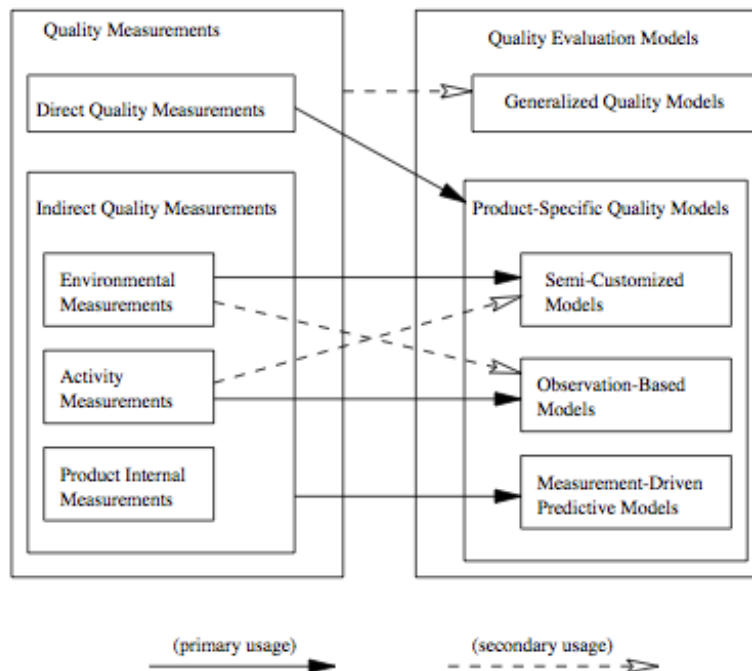 Quality Measurements
Direct Quality Measurements
Indirect Quality Measurements
Environmental
Measurements
Activity
Measurements
Product Internal
Measurements
Quality Evaluation Models
Generalized Quality Models
Product-Specific Quality Models
Semi-Customized
Models
Observation-Based
Models
Measurement-Driven
Predictive Models
(primary usage)
(secondary usage)